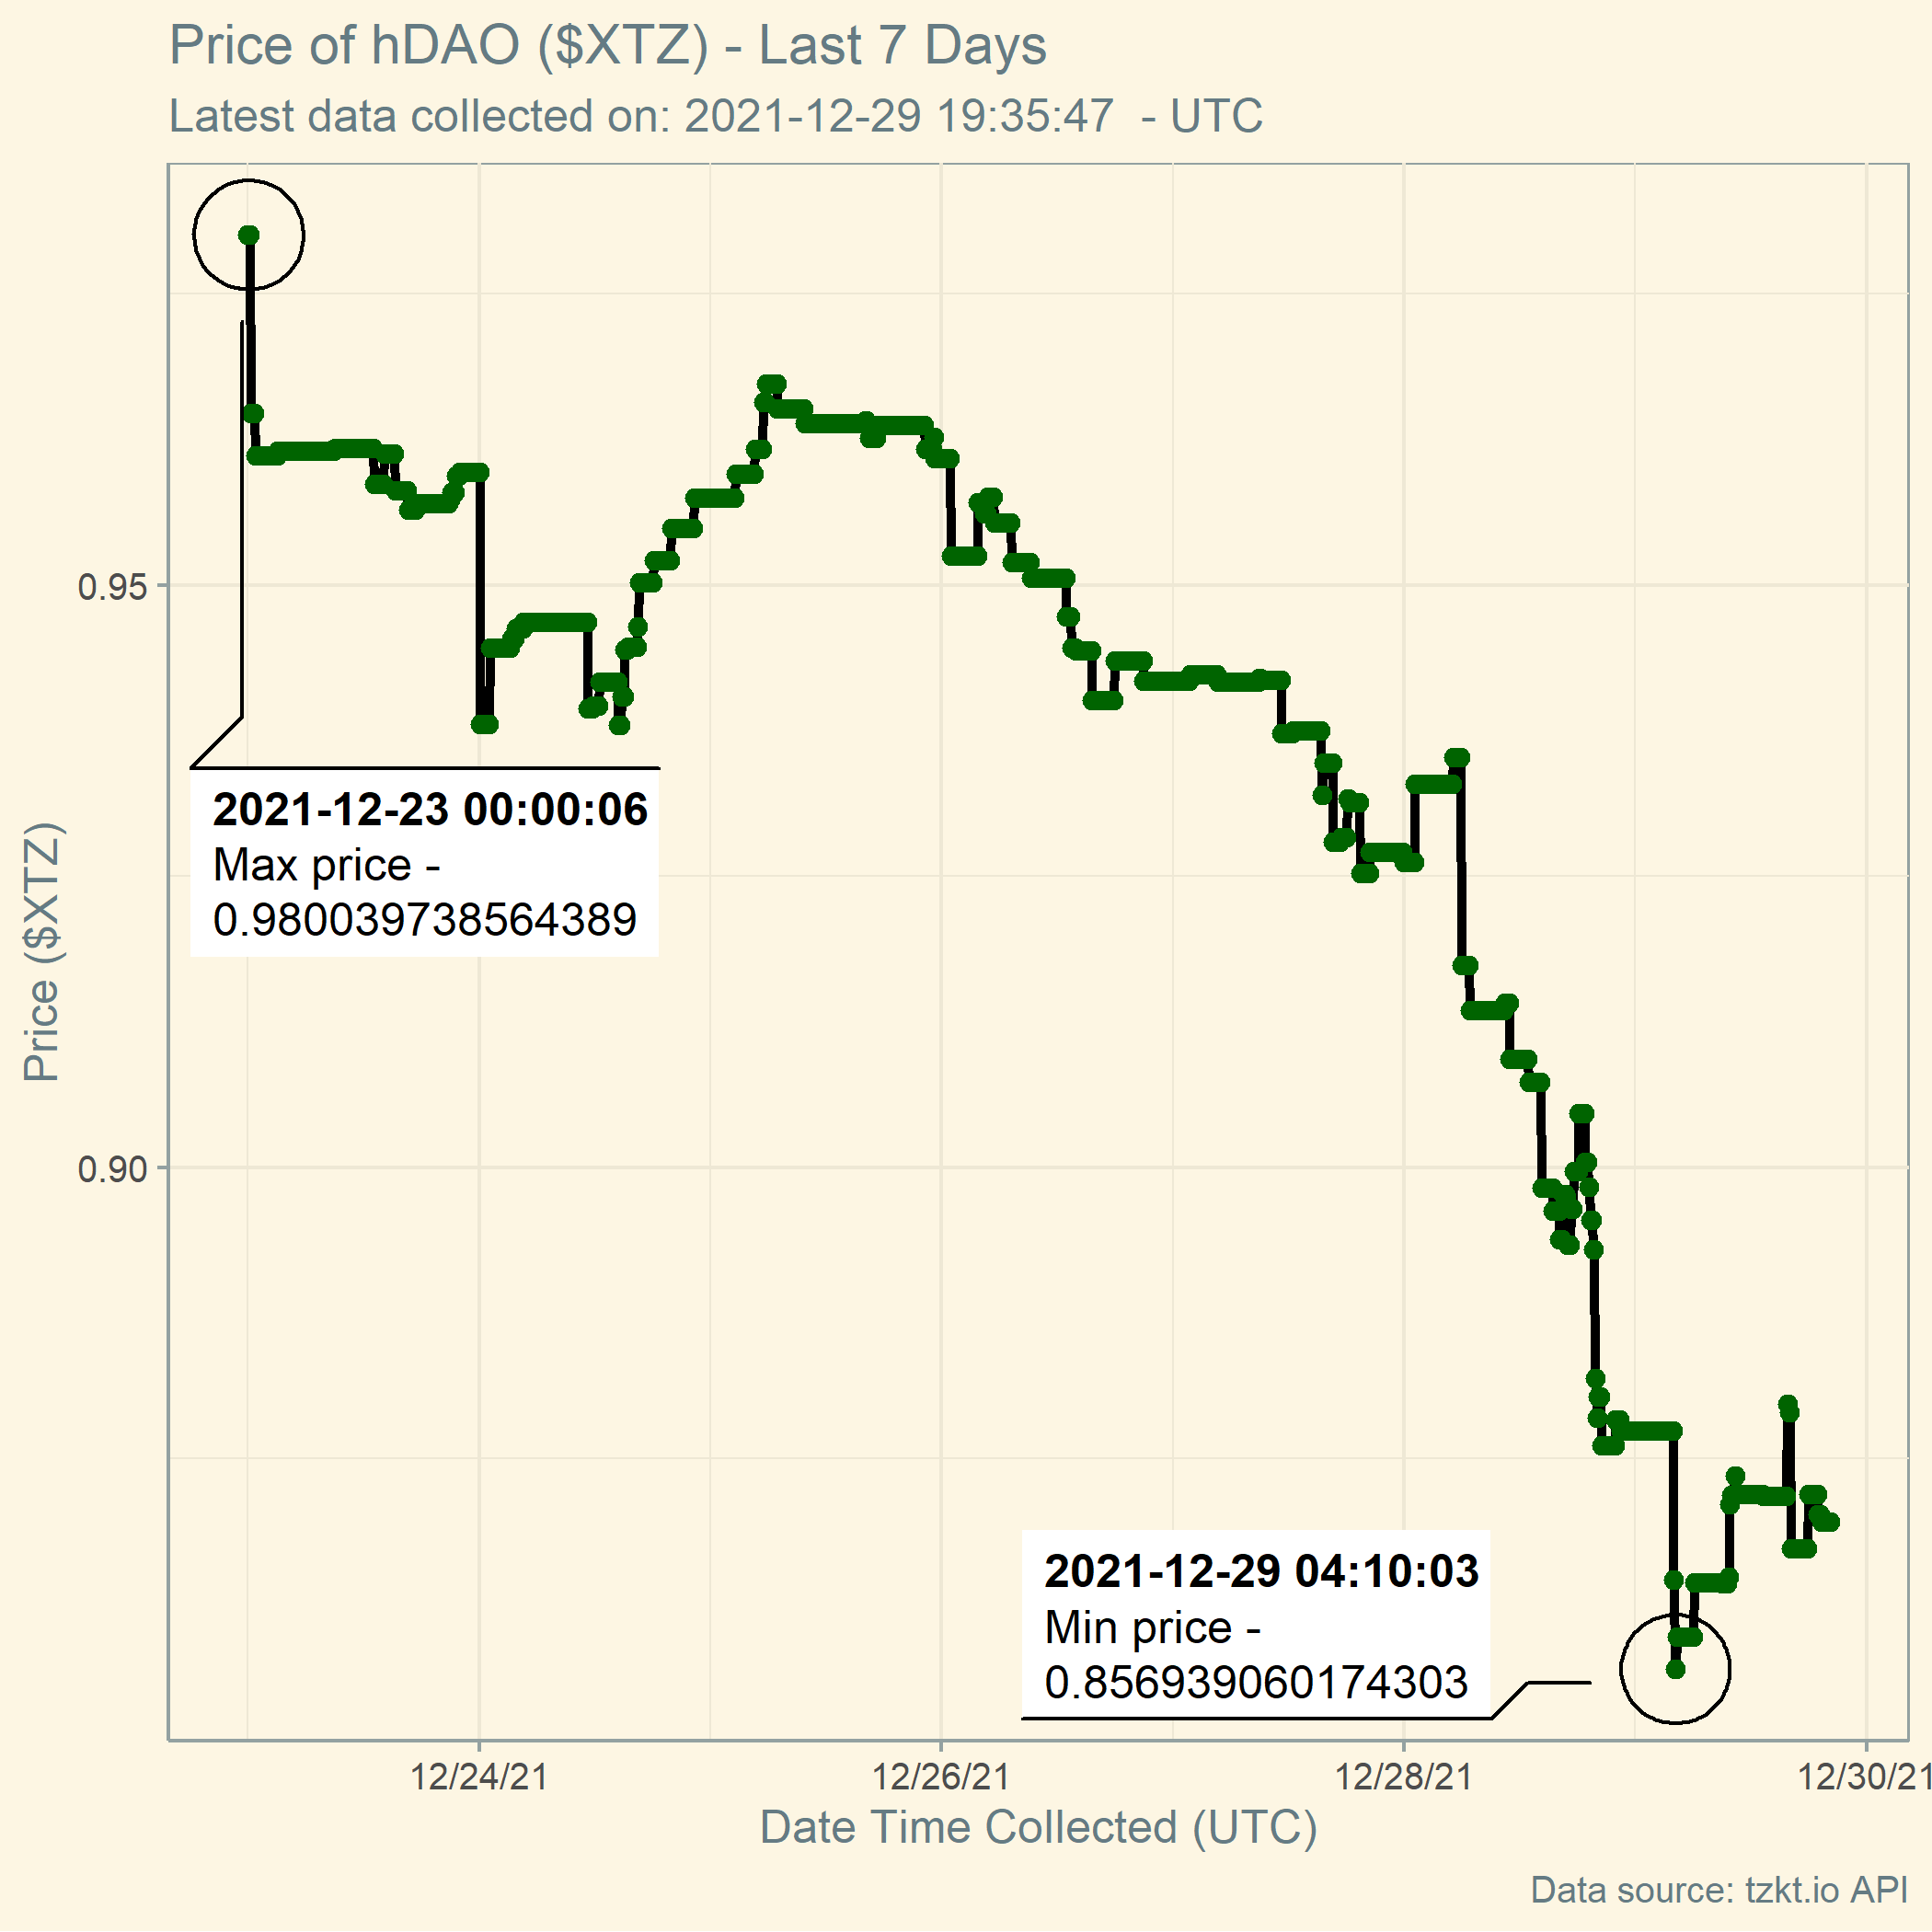 Price of hDAO ($XTZ) - Last 7 Days
Latest data collected on: 2021-12-29 19:35:47  - UTC
Price ($XTZ)
0.95
0.90
2021-12-23 00:00:06
Max price -
0.980039738564389
2021-12-29 04:10:03
Min price -
0.856939060174303
12/24/21
12/26/21
12/28/21
12/30/21
Date Time Collected (UTC)
Data source: tzkt.io API